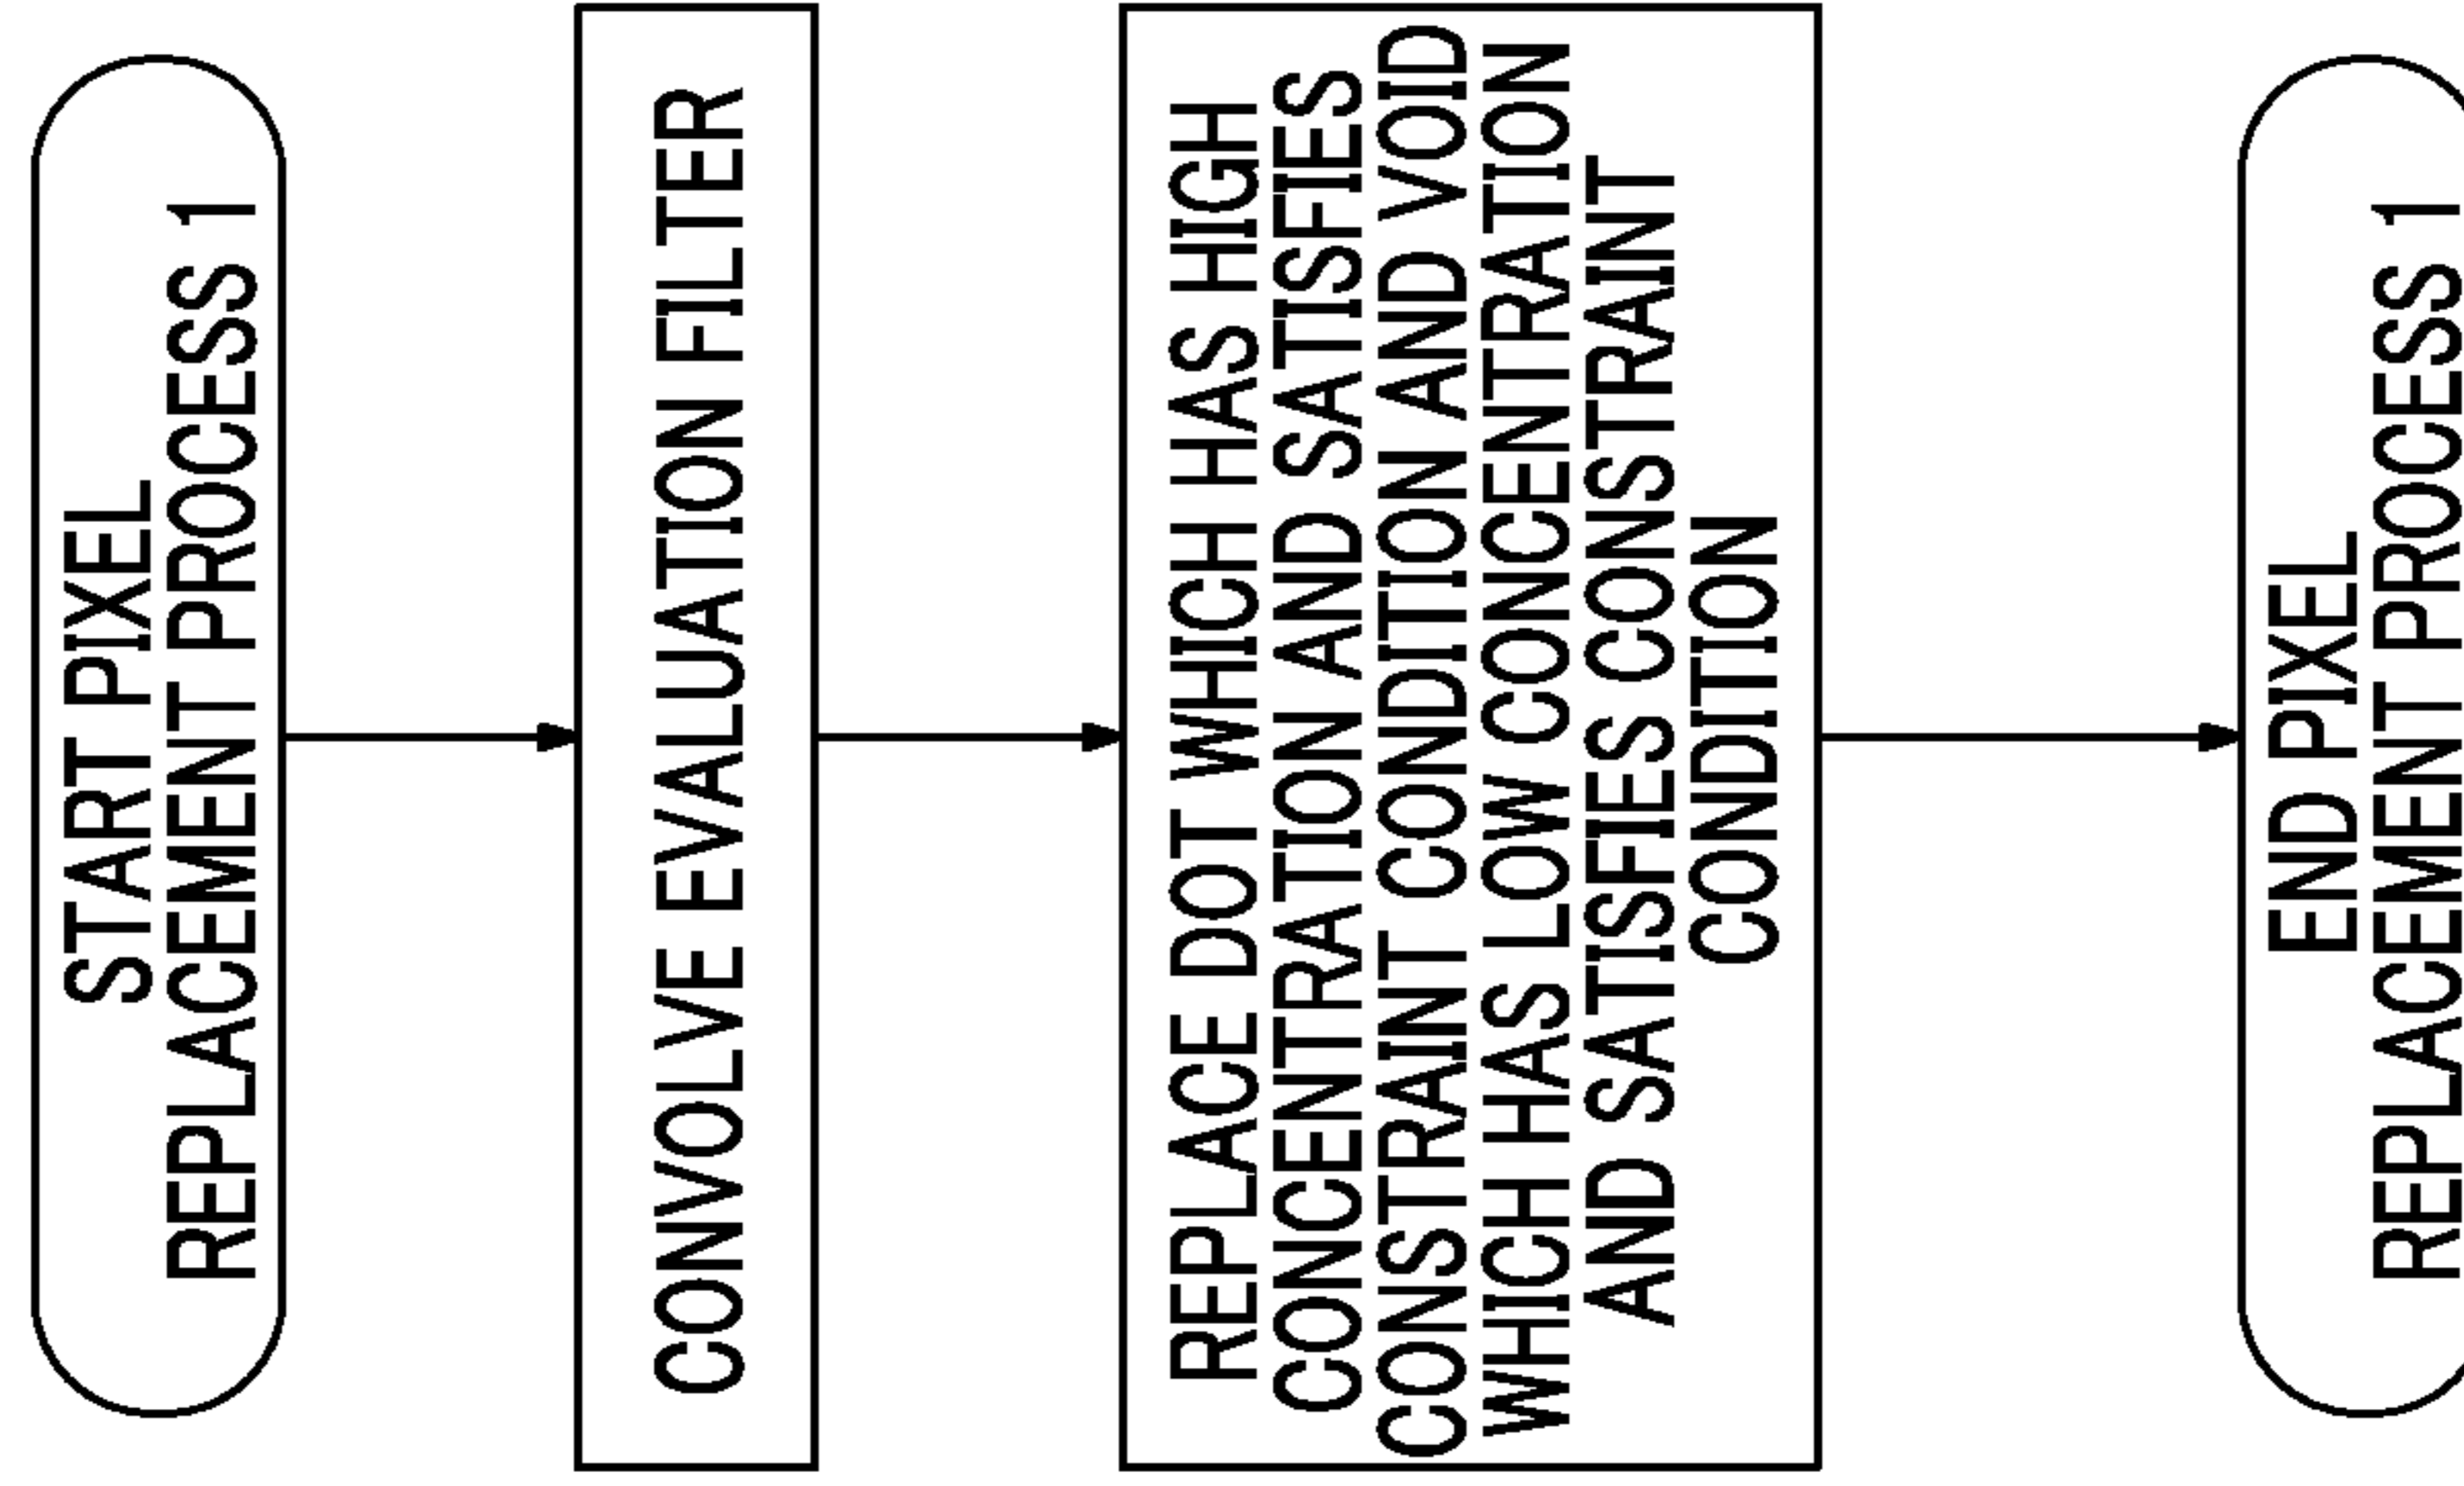 START PIXEL
REPLACEMENT PROCESS 1
CONVOLVE EVALUATION FILTER
REPLACE DOT WHICH HAS HIGH
CONCENTRATION AND SATISFIES
CONSTRAINT CONDITION AND VOID
WHICH HAS LOW CONCENTRATION
AND SATISFIES CONSTRAINT
CONDITION
END PIXEL
REPLACEMENT PROCESS 1